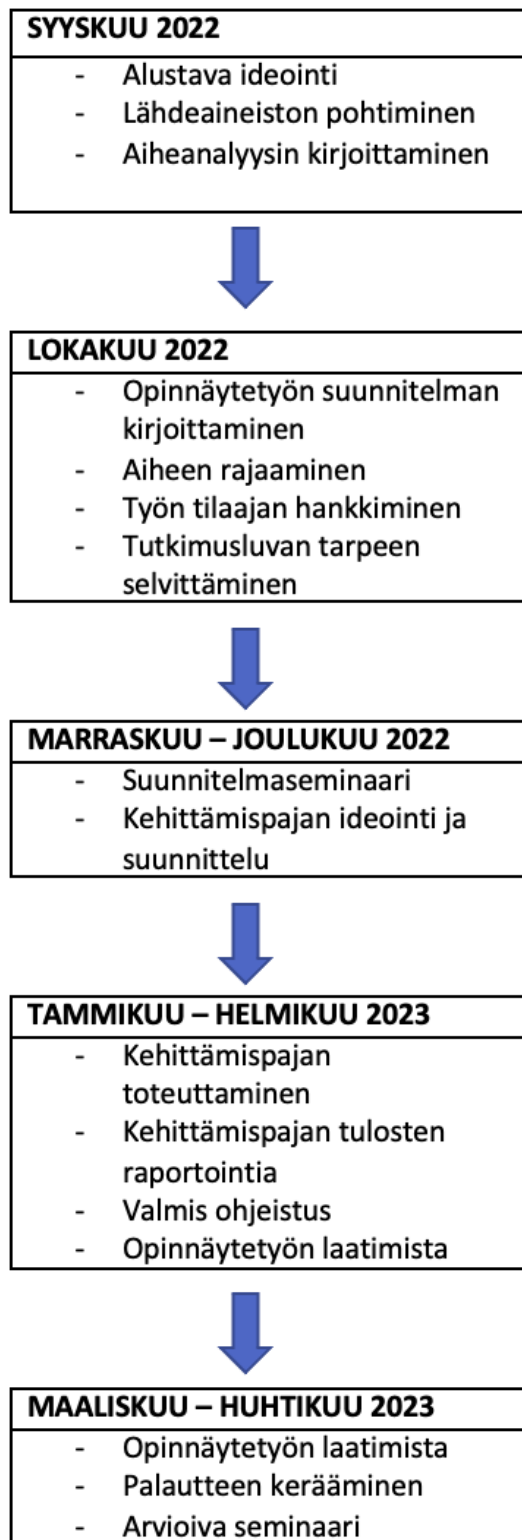 SYYSKUU 2022
- Alustava ideointi
- Lähdeaineiston pohtiminen
- Aiheanalyysin kirjoittaminen
LOKAKUU 2022
- Opinnäytetyön suunnitelman
kirjoittaminen
- Aiheen rajaaminen
- Työn tilaajan hankkiminen
- Tutkimusluvan tarpeen
selvittäminen
MARRASKUU – JOULUKUU 2022
- Suunnitelmaseminaari
- Kehittämispajan ideointi ja
suunnittelu
TAMMIKUU – HELMIKUU 2023
- Kehittämispajan
toteuttaminen
- Kehittämispajan tulosten
raportointia
- Valmis ohjeistus
- Opinnäytetyön laatimista
MAALISKUU – HUHTIKUU 2023
- Opinnäytetyön laatimista
- Palautteen kerääminen
- Arvioiva seminaari